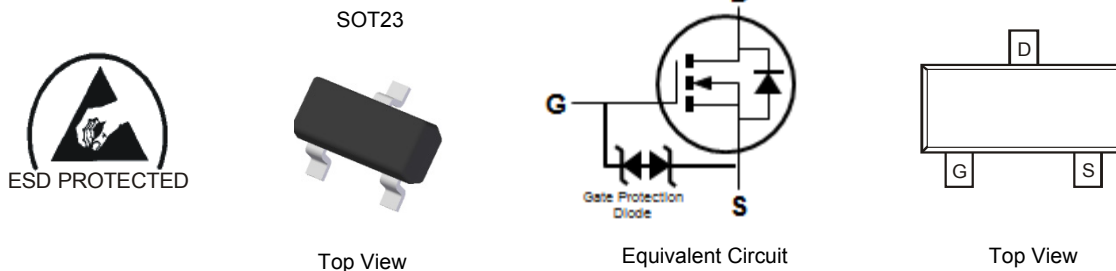 SOT23
D
G
G
S
ESD PROTECTED
Gate Protection
Diode
S
Top View
Equivalent Circuit
Top View